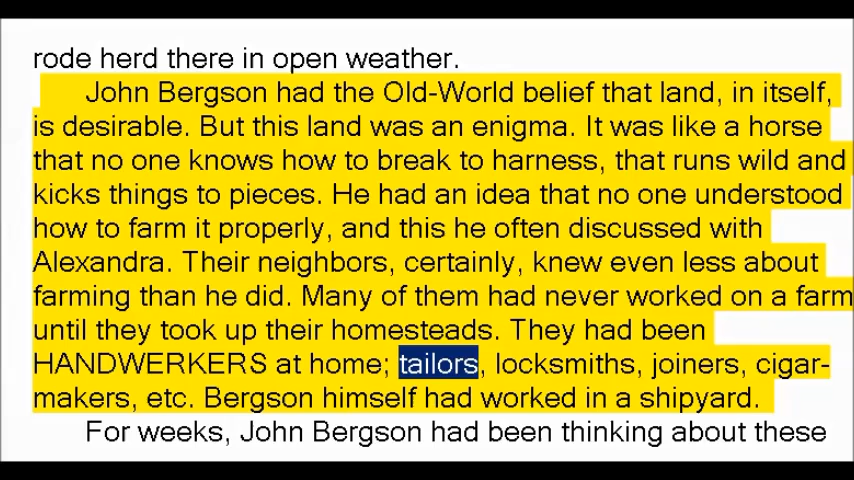 rode herd there in open weather.
John Bergson had the Old-World belief that land, in itself,
is desirable. But this land was an enigma. It was like a horse
that no one knows how to break to harness, that runs wild and
kicks things to pieces. He had an idea that no one understood
how to farm it properly, and this he often discussed with
Alexandra. Their neighbors, certainly, knew even less about
farming than he did. Many of them had never worked on a farm
until they took up their homesteads. They had been
HANDWERKERS at home; tailors, locksmiths, joiners, cigar-
makers, etc. Bergson himself had worked in a shipyard.
For weeks, John Bergson had been thinking about these